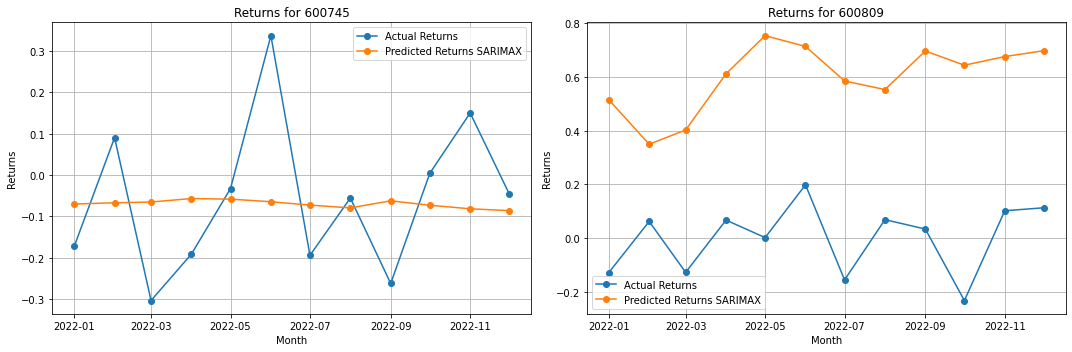 Returns for 600745
Actual Returns
Predicted Returns SARIMAX
Returns
0.3
0.2
0.1
0.0
−0.1
−0.2
−0.3
2022-01 2022-03 2022-05 2022-07 2022-09 2022-11
Month
Returns for 600809
Returns
0.8
0.6
0.4
0.2
0.0
−0.2
Actual Returns
Predicted Returns SARIMAX
2022-01 2022-03 2022-05 2022-07 2022-09 2022-11
Month